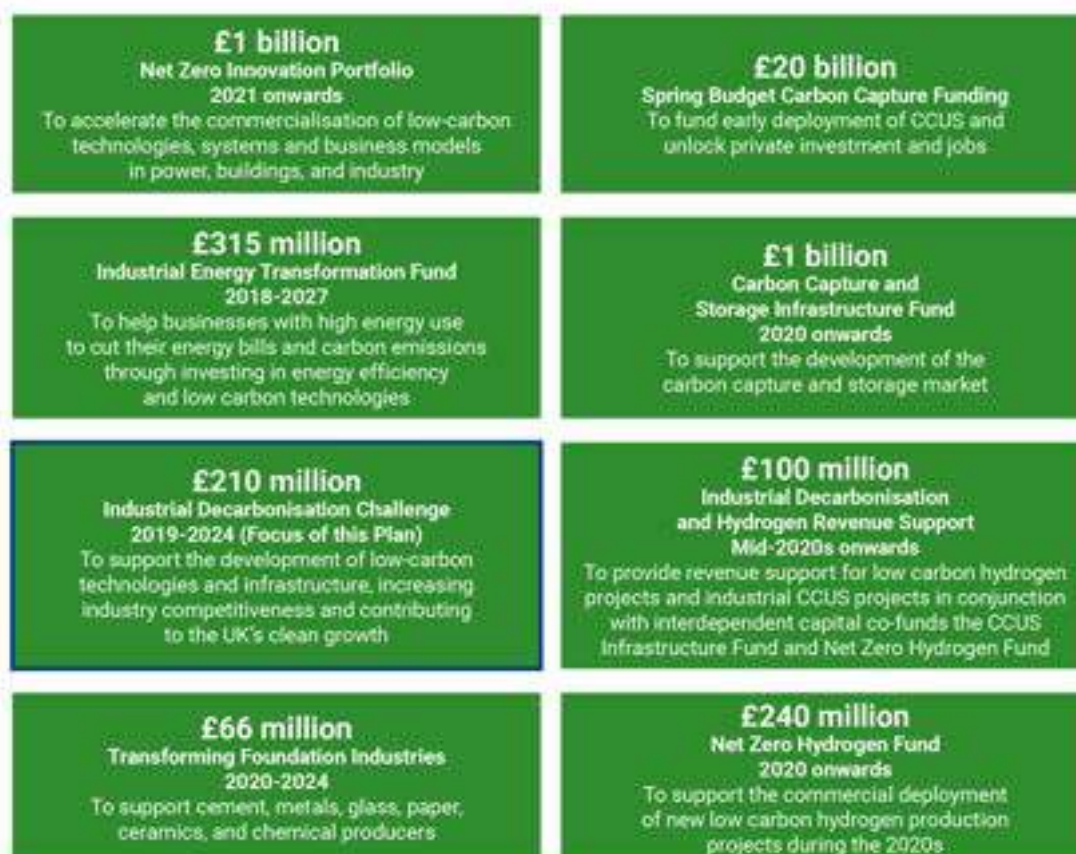 £1 billion
Net Zero Innovation Portfolio
2021 onwards
To accelerate the commercialisation of low-carbon
technologies, systems and business models
in power, buildings, and industry
£20 billion
Spring Budget Carbon Capture Funding
To fund early deployment of CCUS and
unlock private investment and jobs
£315 million
Industrial Energy Transformation Fund
2018-2027
To help businesses with high energy use
to cut their energy bills and carbon emissions
through investing in energy efficiency
and low carbon technologies
£1 billion
Carbon Capture and
Storage Infrastructure Fund
2020 onwards
To support the development of the
carbon capture and storage market
£210 million
Industrial Decarbonisation Challenge
2019-2024 (Focus of this Plan)
To support the development of low-carbon
technologies and infrastructure, increasing
industry competitiveness and contributing
to the UK's clean growth
£100 million
Industrial Decarbonisation
and Hydrogen Revenue Support
Mid-2020s onwards
To provide revenue support for low carbon hydrogen
projects and industrial CCUS projects in conjunction
with interdependent capital co-funds the CCUS
Infrastructure Fund and Net Zero Hydrogen Fund
£66 million
Transforming Foundation Industries
2020-2024
To support cement, metals, glass, paper,
ceramics, and chemical producers
£240 million
Net Zero Hydrogen Fund
2020 onwards
To support the commercial deployment
of new low carbon hydrogen production
projects during the 2020s